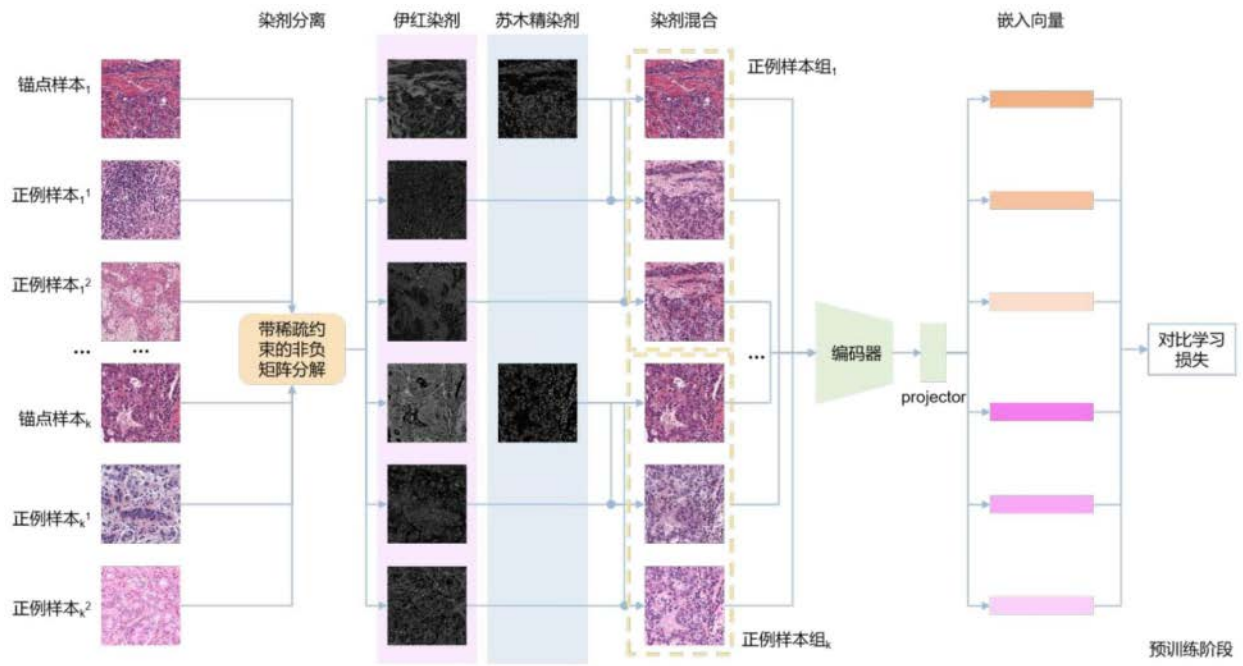 染剂分离
伊红染剂
苏木精染剂
染剂混合
嵌入向量
锚点样本₁
正例样本₁¹
正例样本₁²
... ...
锚点样本ₖ
正例样本ₖ¹
正例样本ₖ²
带稀疏约
束的非负
矩阵分解
正例样本组₁
...
正例样本组ₖ
编码器
projector
对比学习
损失
预训练阶段